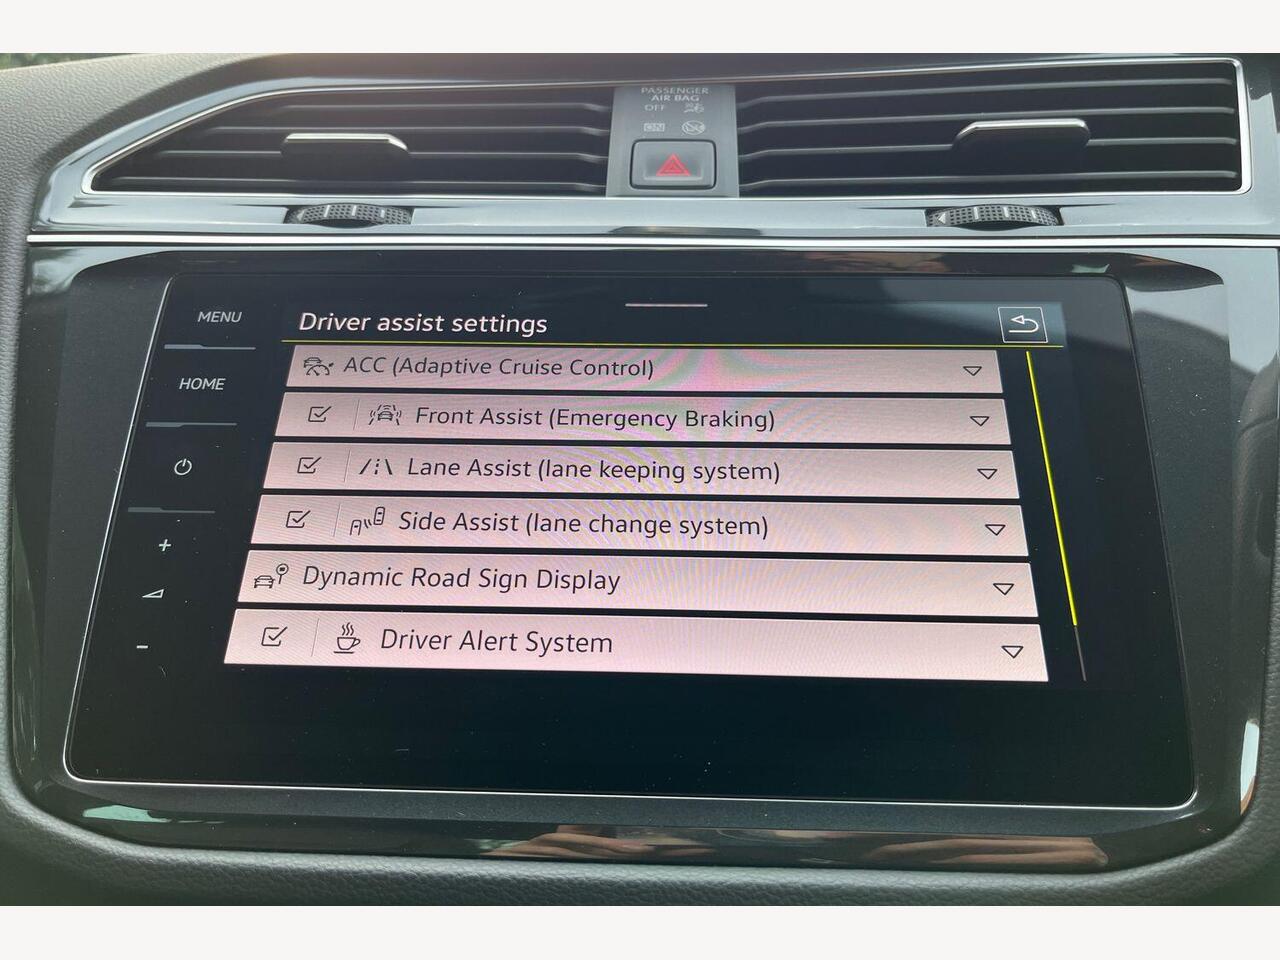 PASSENGER
AIR BAG
OFF
ON
MENU
HOME
+
-
Driver assist settings
ACC (Adaptive Cruise Control)
Front Assist (Emergency Braking)
Lane Assist (lane keeping system)
Side Assist (lane change system)
Dynamic Road Sign Display
Driver Alert System